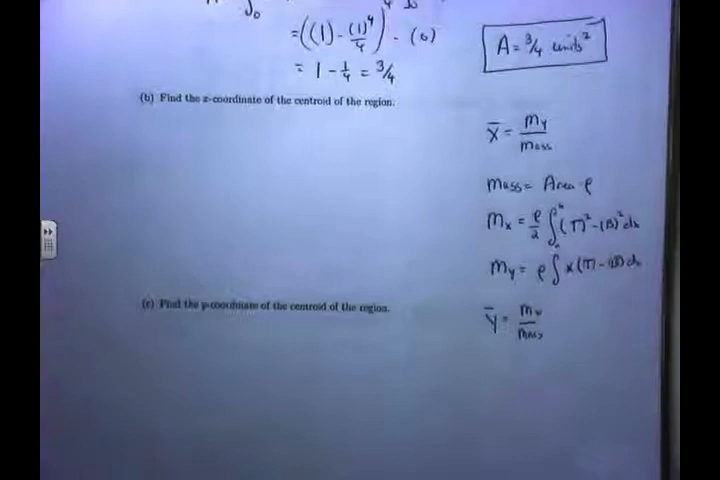 = ((1) - (1)^4/4) - (0)
= 1 - 1/4 = 3/4
A = 3/4 units²
(b) Find the x-coordinate of the centroid of the region.
x̄ = My/mass
mass = Area ρ
Mx = ρ/2 ∫ₐᵇ (T)² - (B)² dx
My = ρ ∫ x(T) - (B) dx
(c) Find the y-coordinate of the centroid of the region.
ȳ = Mx/mass